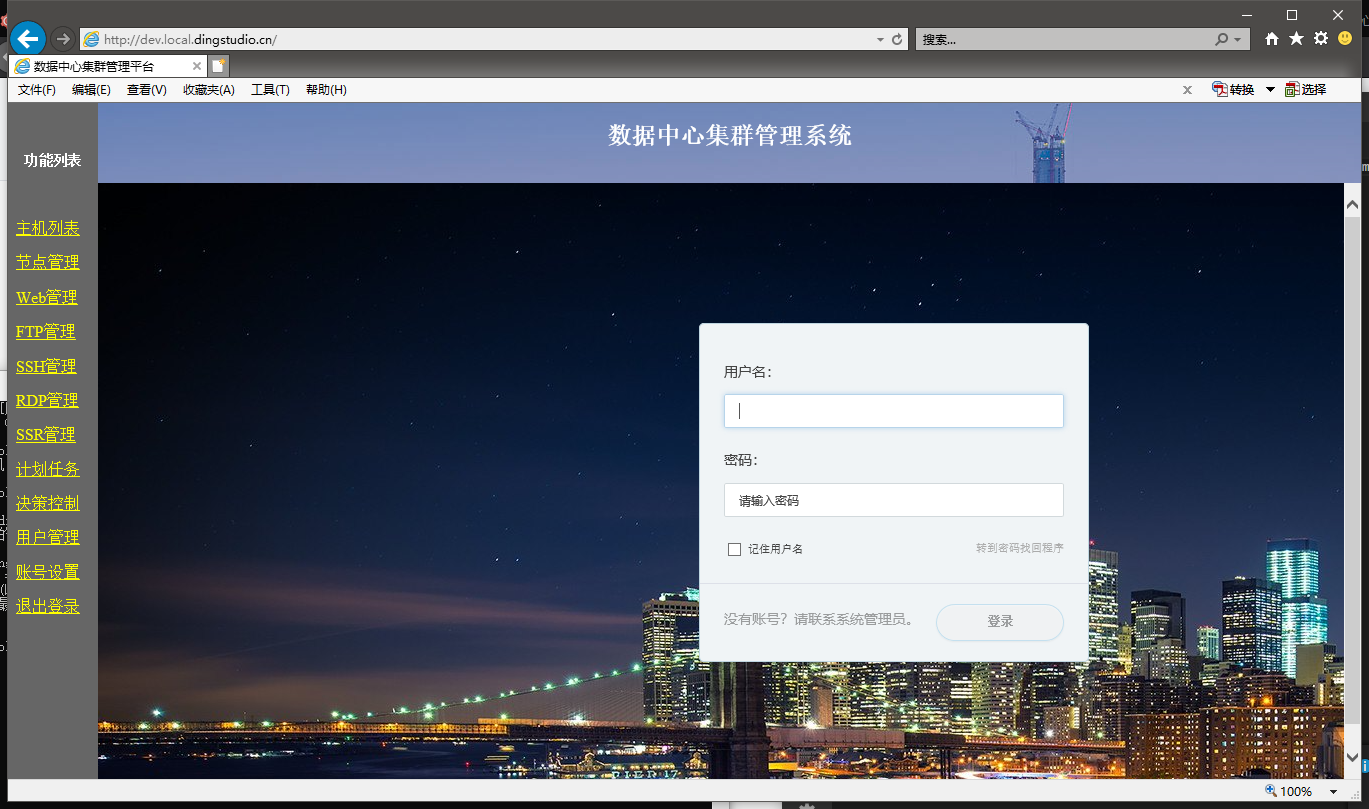 http://dev.local.dingstudio.cn/
搜索...
数据中心集群管理平台
文件(F) 编辑(E) 查看(V) 收藏夹(A) 工具(T) 帮助(H)
转换 选择
数据中心集群管理系统
功能列表
主机列表
节点管理
Web管理
FTP管理
SSH管理
RDP管理
SSR管理
计划任务
决策控制
用户管理
账号设置
退出登录
用户名：
密码：
请输入密码
记住用户名 转到密码找回程序
没有账号？请联系系统管理员。 登录
PIER 17
100%